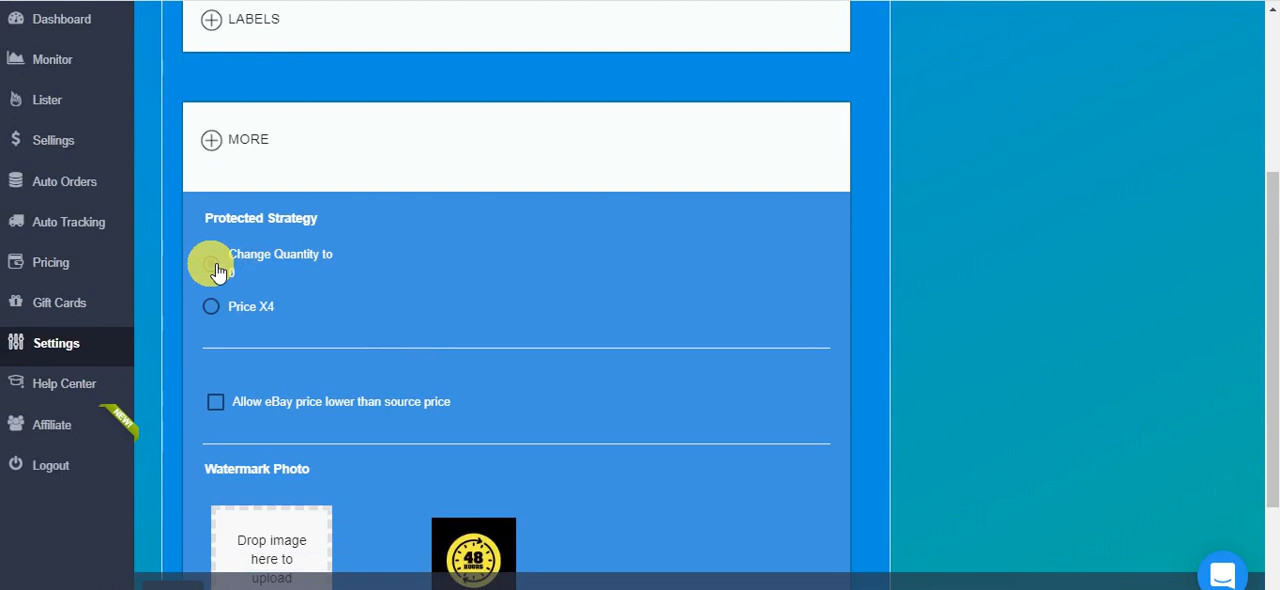 Dashboard
Monitor
Lister
Sellings
Auto Orders
Auto Tracking
Pricing
Gift Cards
Settings
Help Center
NEW!
Affiliate
Logout
LABELS
MORE
Protected Strategy
Change Quantity to
0
Price X4
Allow eBay price lower than source price
Watermark Photo
Drop image
here to
upload
48
HOURS